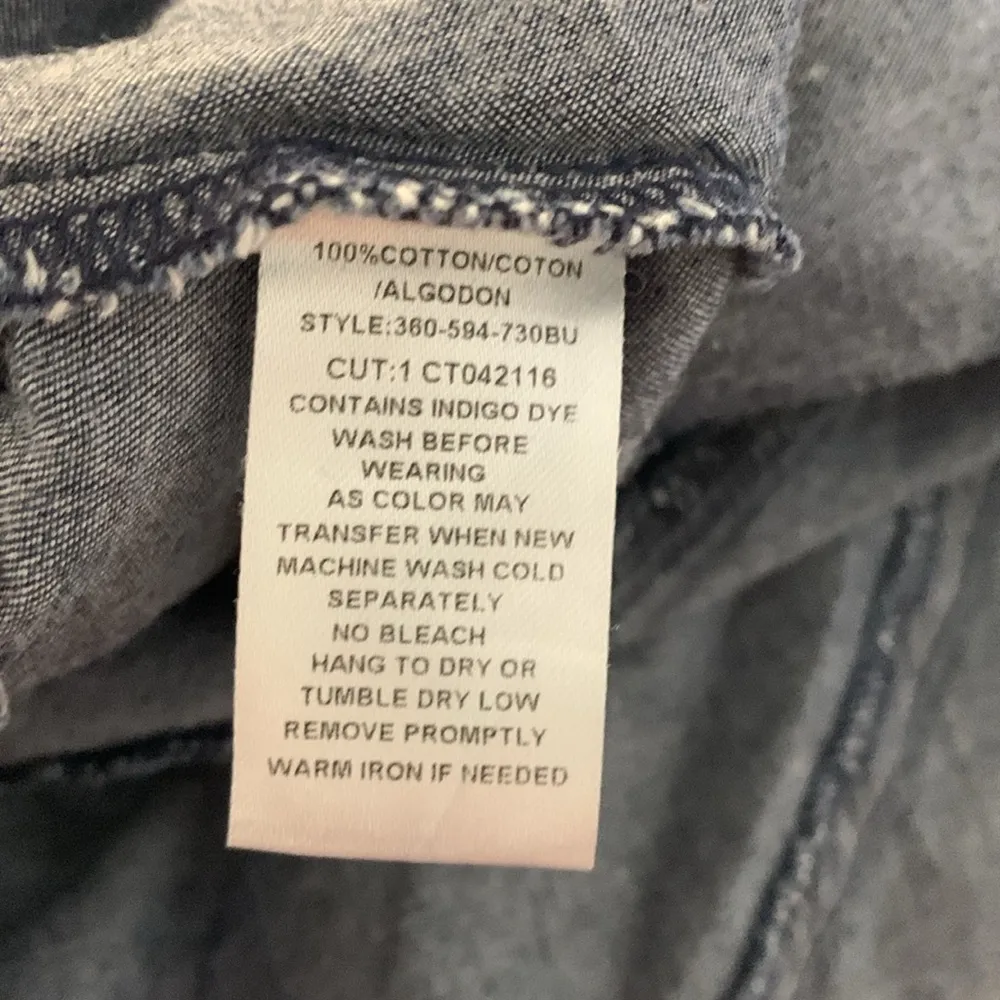 100%COTTON/COTON
/ALGODON
STYLE:360-594-730BU
CUT:1 CT042116
CONTAINS INDIGO DYE
WASH BEFORE
WEARING
AS COLOR MAY
TRANSFER WHEN NEW
MACHINE WASH COLD
SEPARATELY
NO BLEACH
HANG TO DRY OR
TUMBLE DRY LOW
REMOVE PROMPTLY
WARM IRON IF NEEDED